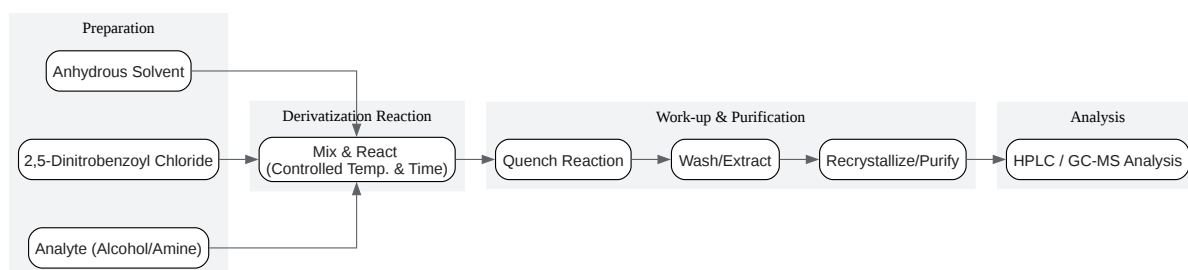 Preparation
Anhydrous Solvent
2,5-Dinitrobenzoyl Chloride
Analyte (Alcohol/Amine)
Derivatization Reaction
Mix & React
(Controlled Temp. & Time)
Work-up & Purification
Quench Reaction
Wash/Extract
Recrystallize/Purify
Analysis
HPLC / GC-MS Analysis